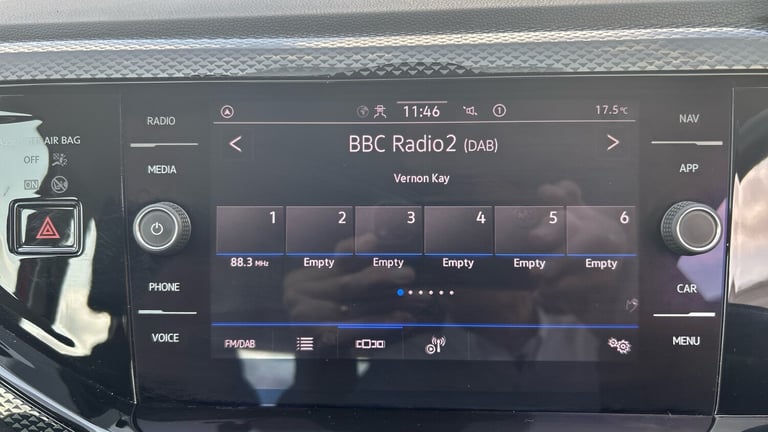 RADIO
MEDIA
PHONE
VOICE
AIR BAG
OFF
ON
11:46
1
17.5°C
< BBC Radio2 (DAB) >
Vernon Kay
1 2 3 4 5 6
88.3 MHz Empty Empty Empty Empty Empty
FM/DAB
NAV
APP
CAR
MENU